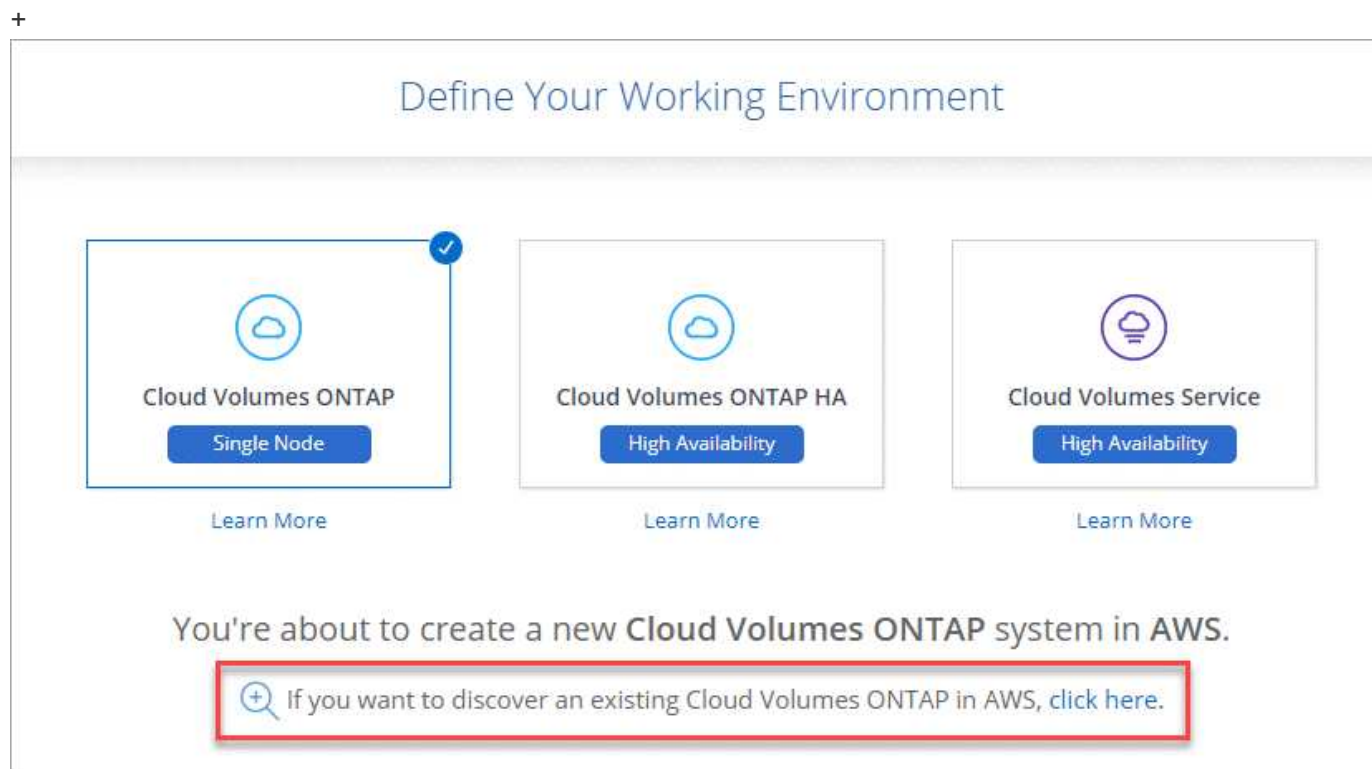 +
Define Your Working Environment
Cloud Volumes ONTAP
Single Node
Learn More
Cloud Volumes ONTAP HA
High Availability
Learn More
Cloud Volumes Service
High Availability
Learn More
You're about to create a new Cloud Volumes ONTAP system in AWS.
If you want to discover an existing Cloud Volumes ONTAP in AWS, click here.